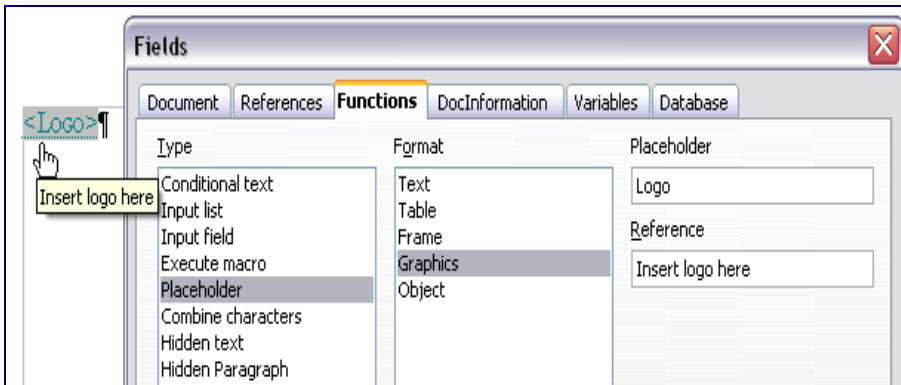 Fields
Document References Functions DocInformation Variables Database
<Logo>¶
Insert logo here
Type
Conditional text
Input list
Input field
Execute macro
Placeholder
Combine characters
Hidden text
Hidden Paragraph
Format
Text
Table
Frame
Graphics
Object
Placeholder
Logo
Reference
Insert logo here